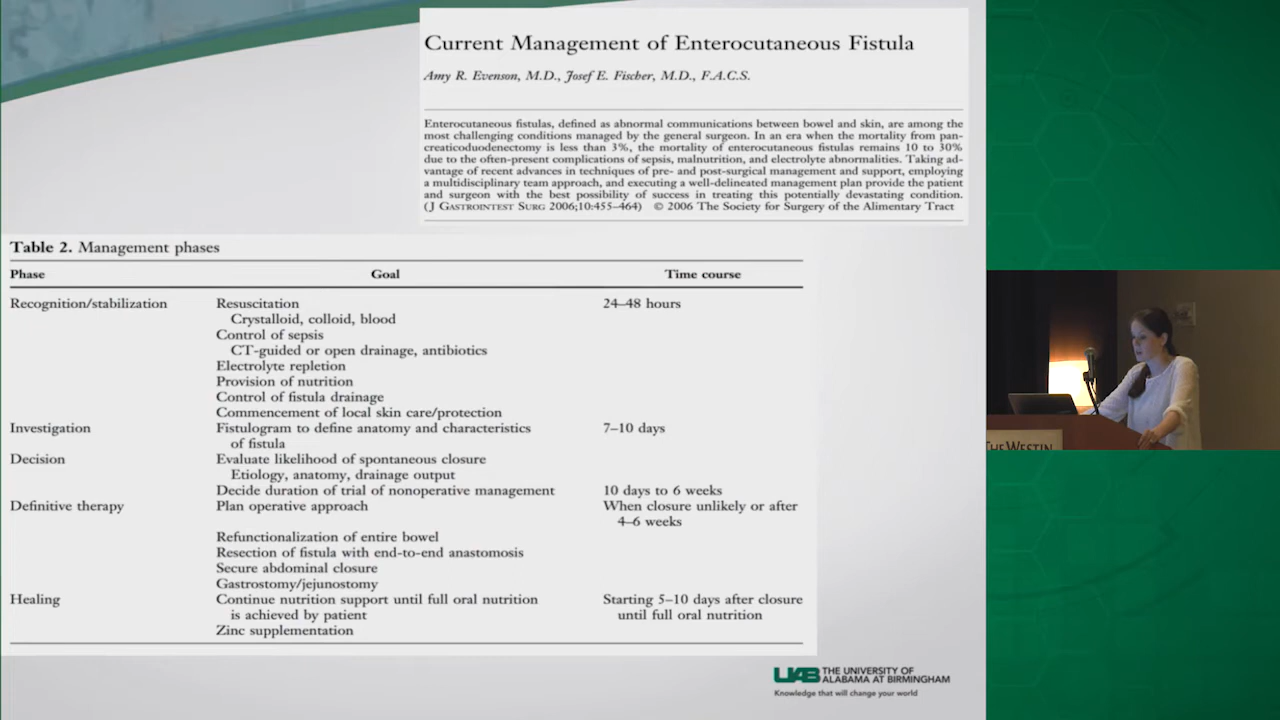 Current Management of Enterocutaneous Fistula
Amy R. Evenson, M.D., Josef E. Fischer, M.D., F.A.C.S.
Enterocutaneous fistulas, defined as abnormal communications between bowel and skin, are among the
most challenging conditions managed by the general surgeon. In an era when the mortality from pan-
creaticoduodenectomy is less than 3%, the mortality of enterocutaneous fistulas remains 10 to 30%
due to the often-present complications of sepsis, malnutrition, and electrolyte abnormalities. Taking ad-
vantage of recent advances in techniques of pre- and post-surgical management and support, employing
a multidisciplinary team approach, and executing a well-delineated management plan provide the patient
and surgeon with the best possibility of success in treating this potentially devastating condition.
(J GASTROINTEST SURG 2006;10:455–464) © 2006 The Society for Surgery of the Alimentary Tract
Table 2. Management phases
Phase Goal Time course
Recognition/stabilization Resuscitation 24–48 hours
Crystalloid, colloid, blood
Control of sepsis
CT-guided or open drainage, antibiotics
Electrolyte repletion
Provision of nutrition
Control of fistula drainage
Commencement of local skin care/protection
Investigation Fistulogram to define anatomy and characteristics 7–10 days
of fistula
Decision Evaluate likelihood of spontaneous closure
Etiology, anatomy, drainage output
Decide duration of trial of nonoperative management 10 days to 6 weeks
Definitive therapy Plan operative approach When closure unlikely or after
4–6 weeks
Refunctionalization of entire bowel
Resection of fistula with end-to-end anastomosis
Secure abdominal closure
Gastrostomy/jejunostomy
Healing Continue nutrition support until full oral nutrition Starting 5–10 days after closure
is achieved by patient until full oral nutrition
Zinc supplementation
UAB THE UNIVERSITY OF
ALABAMA AT BIRMINGHAM
Knowledge that will change your world
THE WESTIN